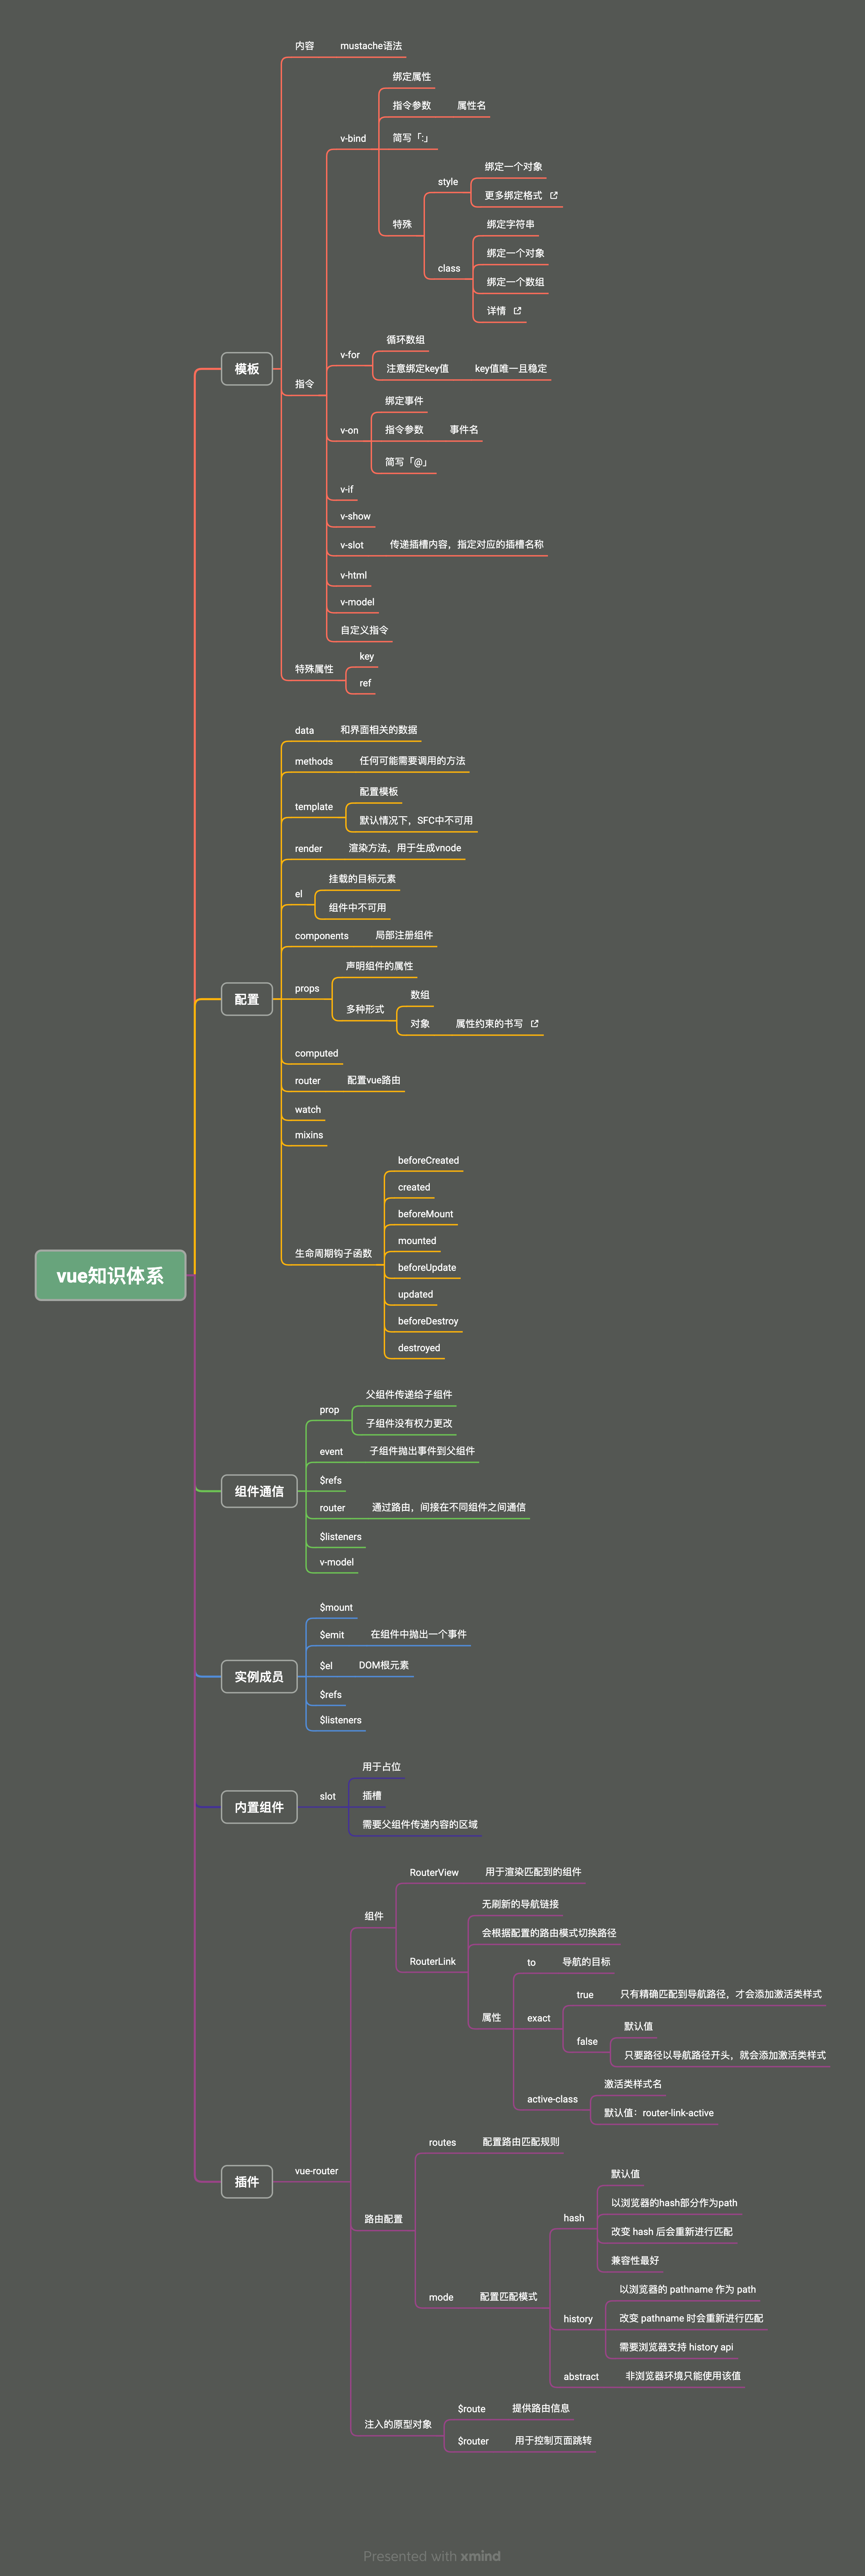 vue知识体系
模板
内容
mustache语法
指令
v-bind
绑定属性
指令参数
属性名
简写「:」
特殊
style
绑定一个对象
更多绑定格式
class
绑定字符串
绑定一个对象
绑定一个数组
详情
v-for
循环数组
注意绑定key值
key值唯一且稳定
v-on
绑定事件
指令参数
事件名
简写「@」
v-if
v-show
v-slot
传递插槽内容，指定对应的插槽名称
v-html
v-model
自定义指令
特殊属性
key
ref
配置
data
和界面相关的数据
methods
任何可能需要调用的方法
template
配置模板
默认情况下，SFC中不可用
render
渲染方法，用于生成vnode
el
挂载的目标元素
组件中不可用
components
局部注册组件
props
声明组件的属性
多种形式
数组
对象
属性约束的书写
computed
router
配置vue路由
watch
mixins
生命周期钩子函数
beforeCreated
created
beforeMount
mounted
beforeUpdate
updated
beforeDestroy
destroyed
组件通信
prop
父组件传递给子组件
子组件没有权力更改
event
子组件抛出事件到父组件
$refs
router
通过路由，间接在不同组件之间通信
$listeners
v-model
实例成员
$mount
$emit
在组件中抛出一个事件
$el
DOM根元素
$refs
$listeners
内置组件
slot
用于占位
插槽
需要父组件传递内容的区域
插件
vue-router
组件
RouterView
用于渲染匹配到的组件
RouterLink
无刷新的导航链接
会根据配置的路由模式切换路径
属性
to
导航的目标
exact
true
只有精确匹配到导航路径，才会添加激活类样式
false
默认值
只要路径以导航路径开头，就会添加激活类样式
active-class
激活类样式名
默认值：router-link-active
路由配置
routes
配置路由匹配规则
mode
配置匹配模式
hash
默认值
以浏览器的hash部分作为path
改变 hash 后会重新进行匹配
兼容性最好
history
以浏览器的 pathname 作为 path
改变 pathname 时会重新进行匹配
需要浏览器支持 history api
abstract
非浏览器环境只能使用该值
注入的原型对象
$route
提供路由信息
$router
用于控制页面跳转
Presented with xmind